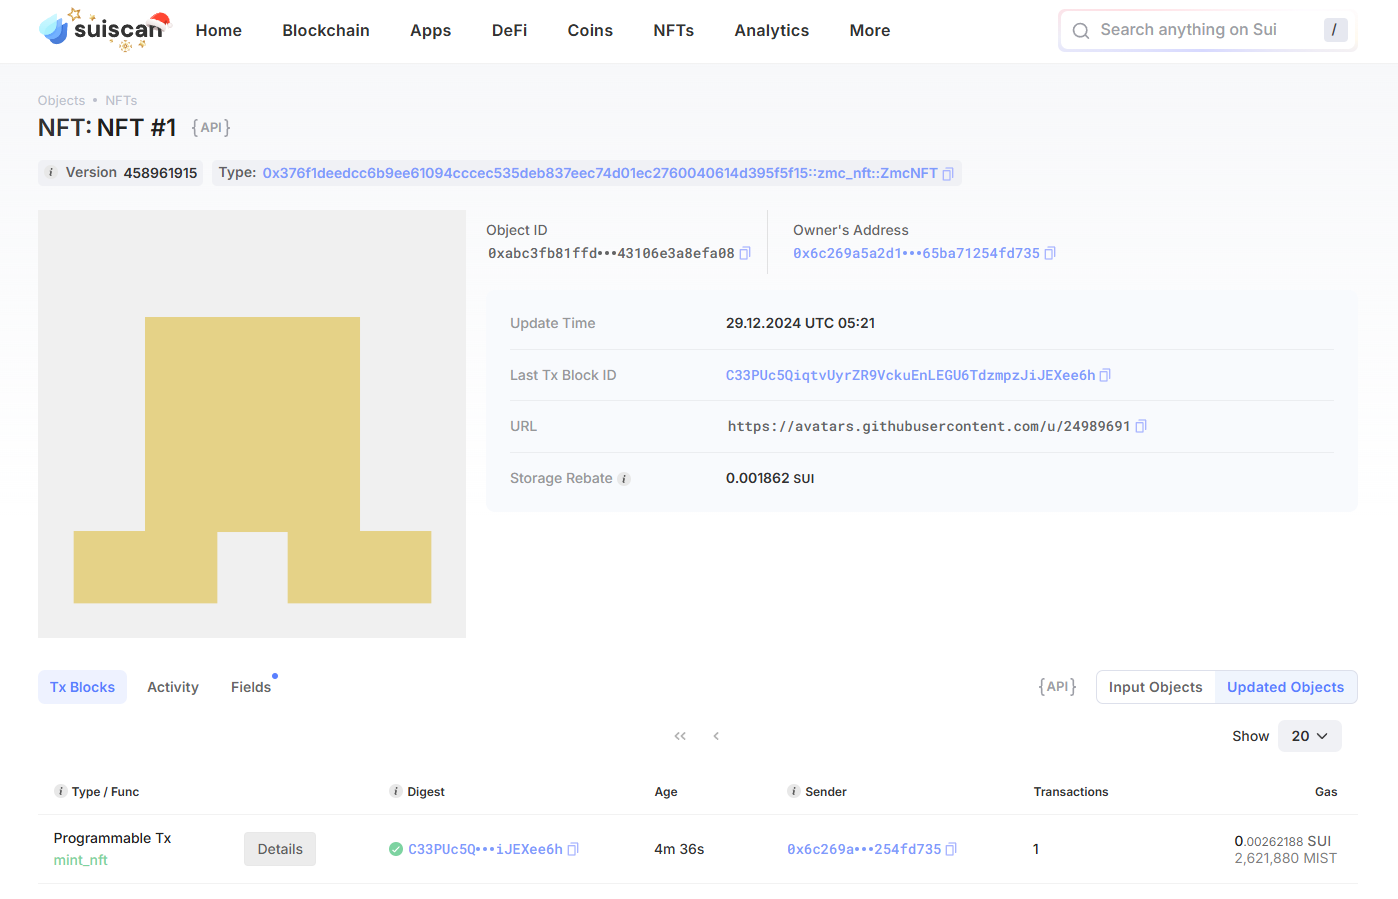 suiscan Home Blockchain Apps DeFi Coins NFTs Analytics More Search anything on Sui /
Objects • NFTs
NFT: NFT #1 {API}
i Version 458961915 Type: 0x376f1deedcc6b9ee61094cccec535deb837eec74d01ec2760040614d395f5f15::zmc_nft::ZmcNFT
Object ID
0xabc3fb81ffd•••43106e3a8efa08
Owner's Address
0x6c269a5a2d1•••65ba71254fd735
Update Time 29.12.2024 UTC 05:21
Last Tx Block ID C33PUc5QiqtvUyrZR9VckuEnLEGU6TdzmpzJiJEXee6h
URL https://avatars.githubusercontent.com/u/24989691
Storage Rebate i 0.001862 SUI
Tx Blocks Activity Fields {API} Input Objects Updated Objects
Show 20
i Type / Func i Digest Age i Sender Transactions Gas
Programmable Tx
mint_nft
Details C33PUc5Q•••iJEXee6h 4m 36s 0x6c269a•••254fd735 1
0.00262188 SUI
2,621,880 MIST